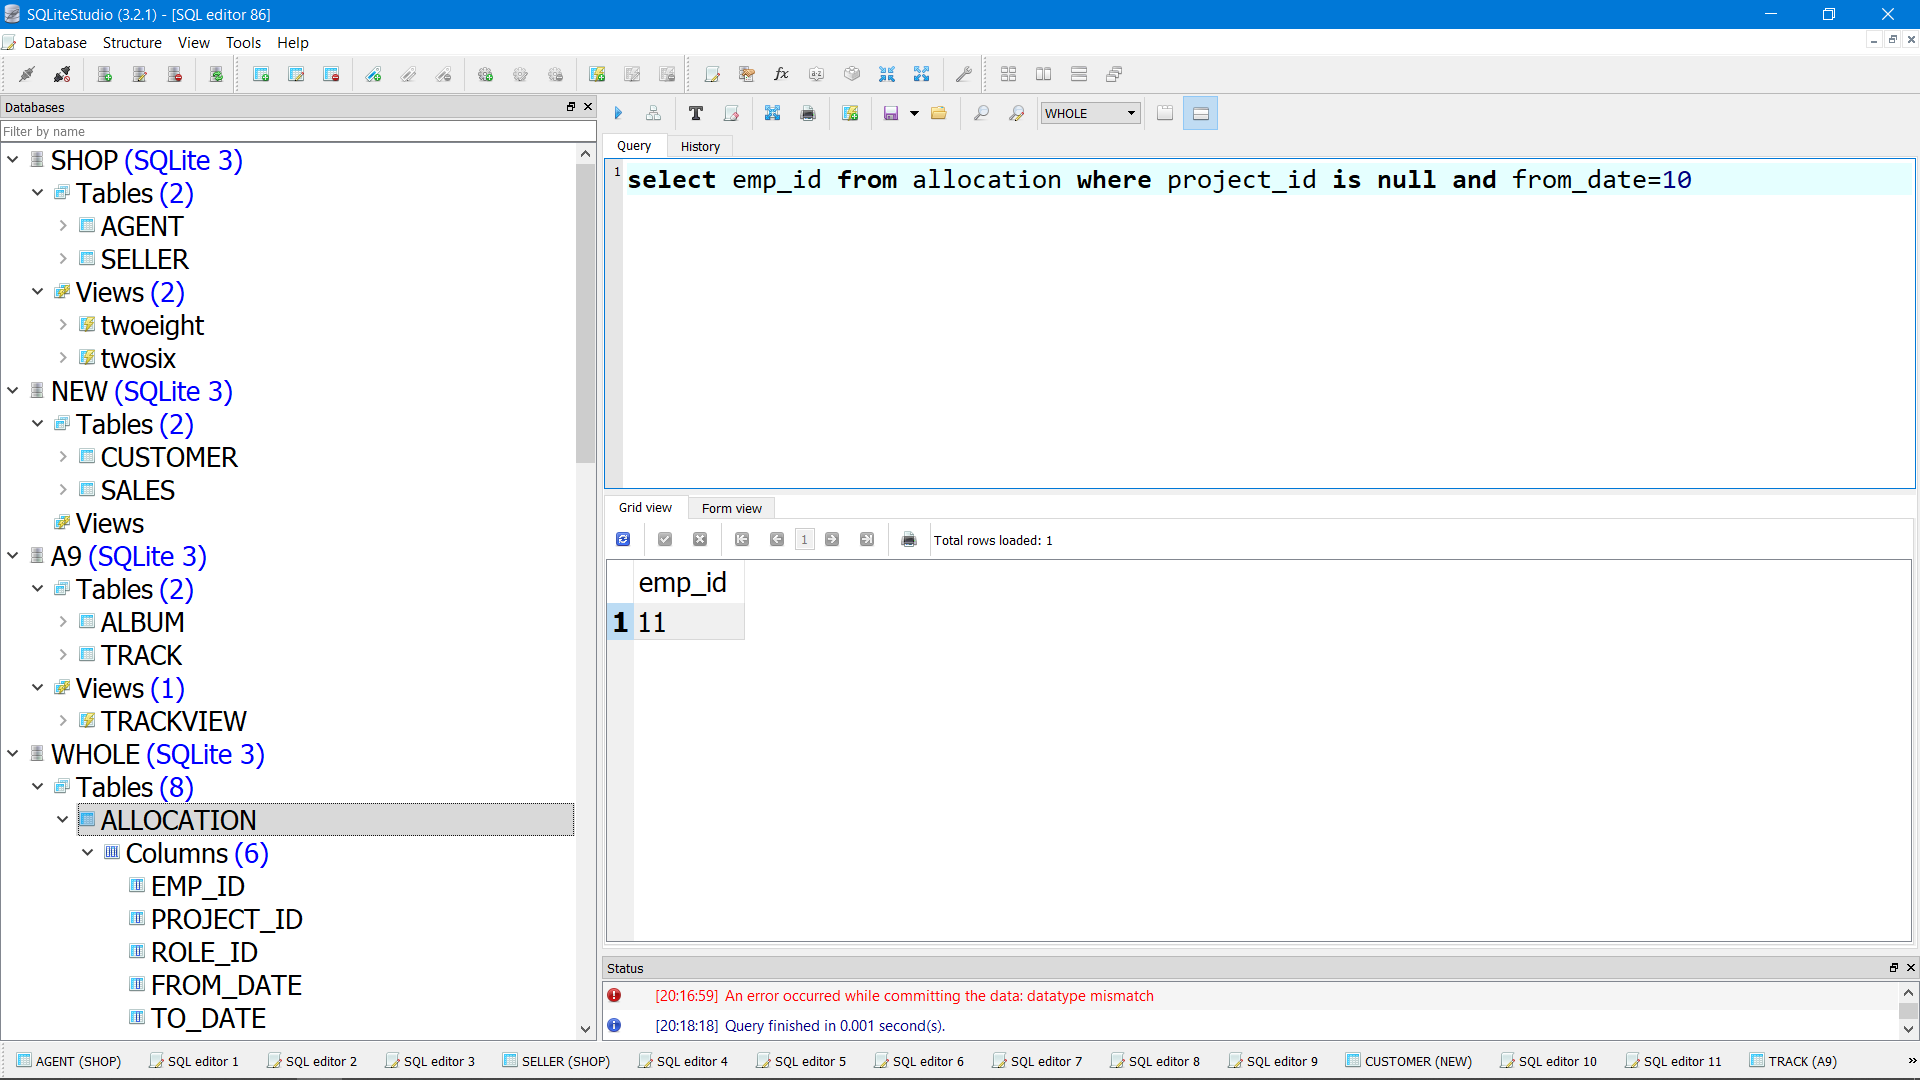 SQLiteStudio (3.2.1) - [SQL editor 86]
Database Structure View Tools Help
Databases
Filter by name
SHOP (SQLite 3)
Tables (2)
AGENT
SELLER
Views (2)
twoeight
twosix
NEW (SQLite 3)
Tables (2)
CUSTOMER
SALES
Views
A9 (SQLite 3)
Tables (2)
ALBUM
TRACK
Views (1)
TRACKVIEW
WHOLE (SQLite 3)
Tables (8)
ALLOCATION
Columns (6)
EMP_ID
PROJECT_ID
ROLE_ID
FROM_DATE
TO_DATE
WHOLE
Query History
1 select emp_id from allocation where project_id is null and from_date=10
Grid view Form view
1 Total rows loaded: 1
emp_id
1 11
Status
[20:16:59] An error occurred while committing the data: datatype mismatch
[20:18:18] Query finished in 0.001 second(s).
AGENT (SHOP) SQL editor 1 SQL editor 2 SQL editor 3 SELLER (SHOP) SQL editor 4 SQL editor 5 SQL editor 6 SQL editor 7 SQL editor 8 SQL editor 9 CUSTOMER (NEW) SQL editor 10 SQL editor 11 TRACK (A9) »